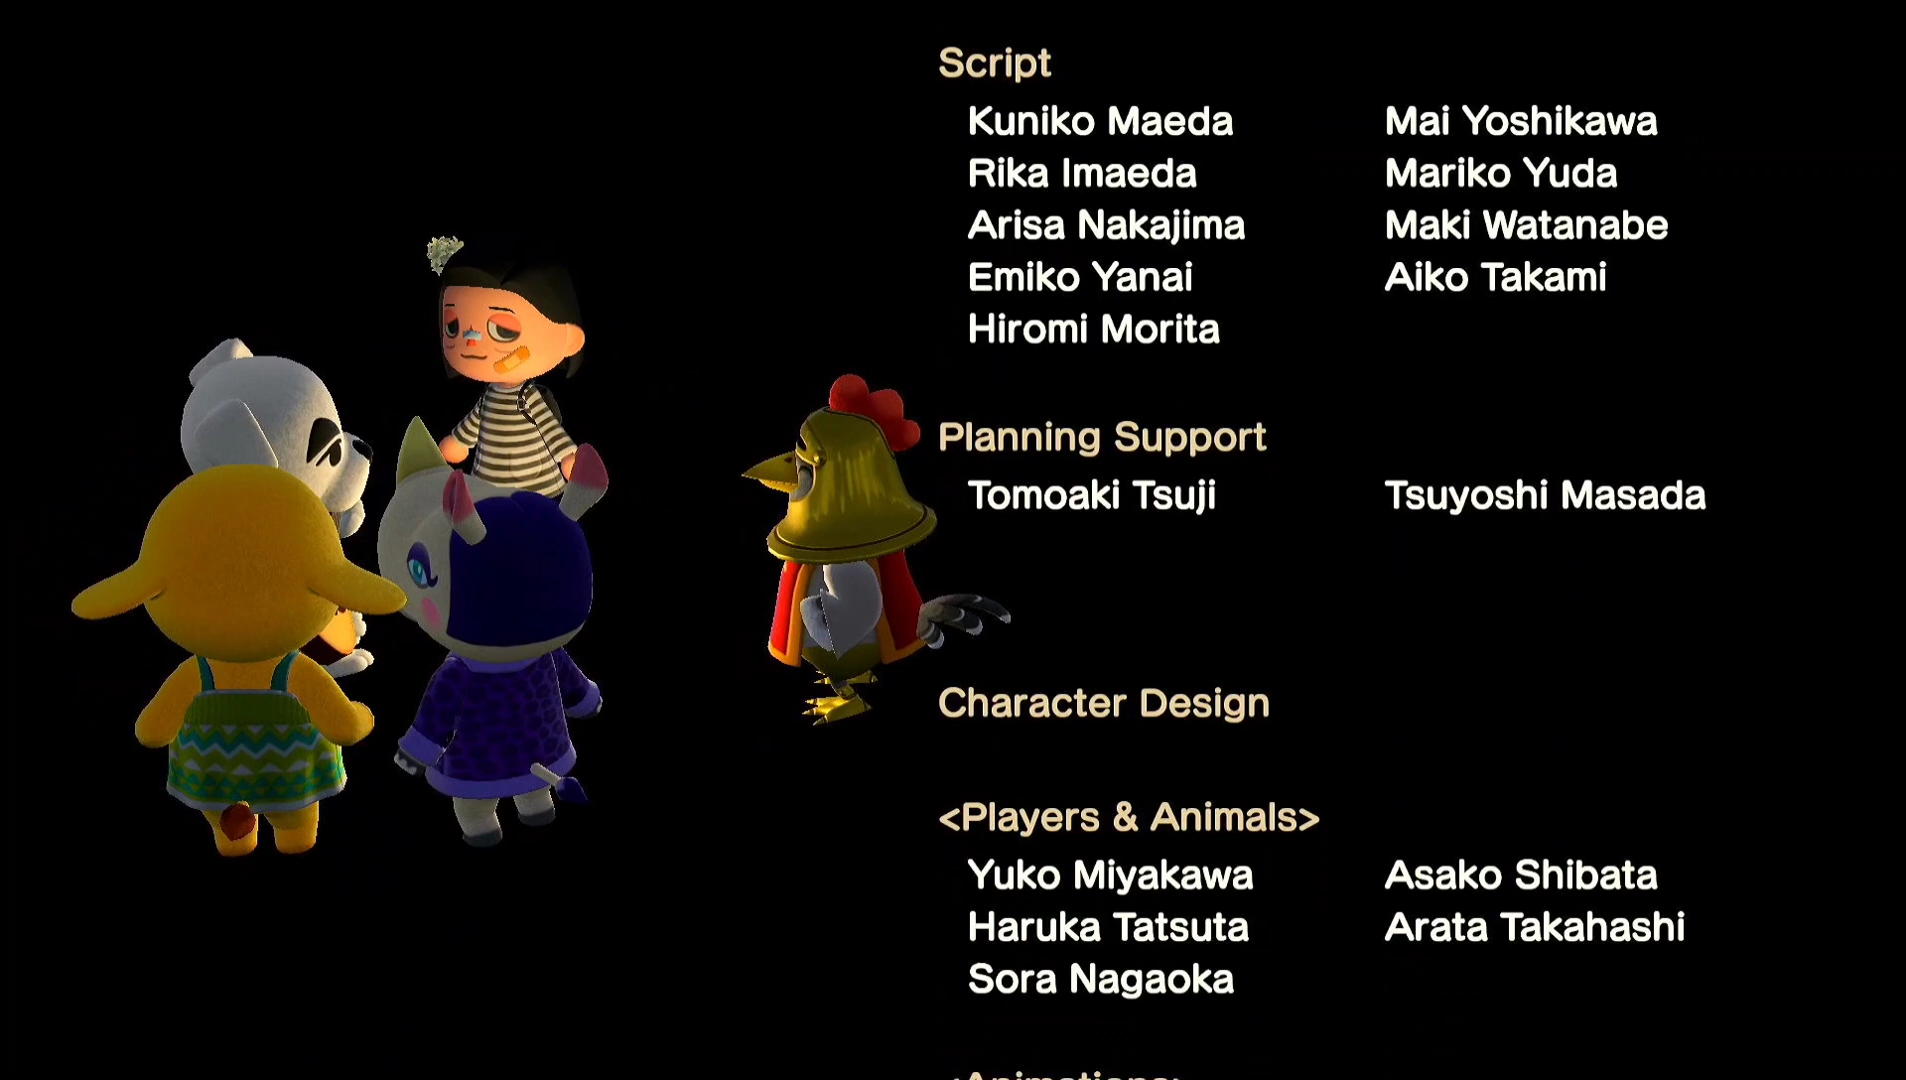 Script
Kuniko Maeda Mai Yoshikawa
Rika Imaeda Mariko Yuda
Arisa Nakajima Maki Watanabe
Emiko Yanai Aiko Takami
Hiromi Morita
Planning Support
Tomoaki Tsuji Tsuyoshi Masada
Character Design
<Players & Animals>
Yuko Miyakawa Asako Shibata
Haruka Tatsuta Arata Takahashi
Sora Nagaoka
<Animations>